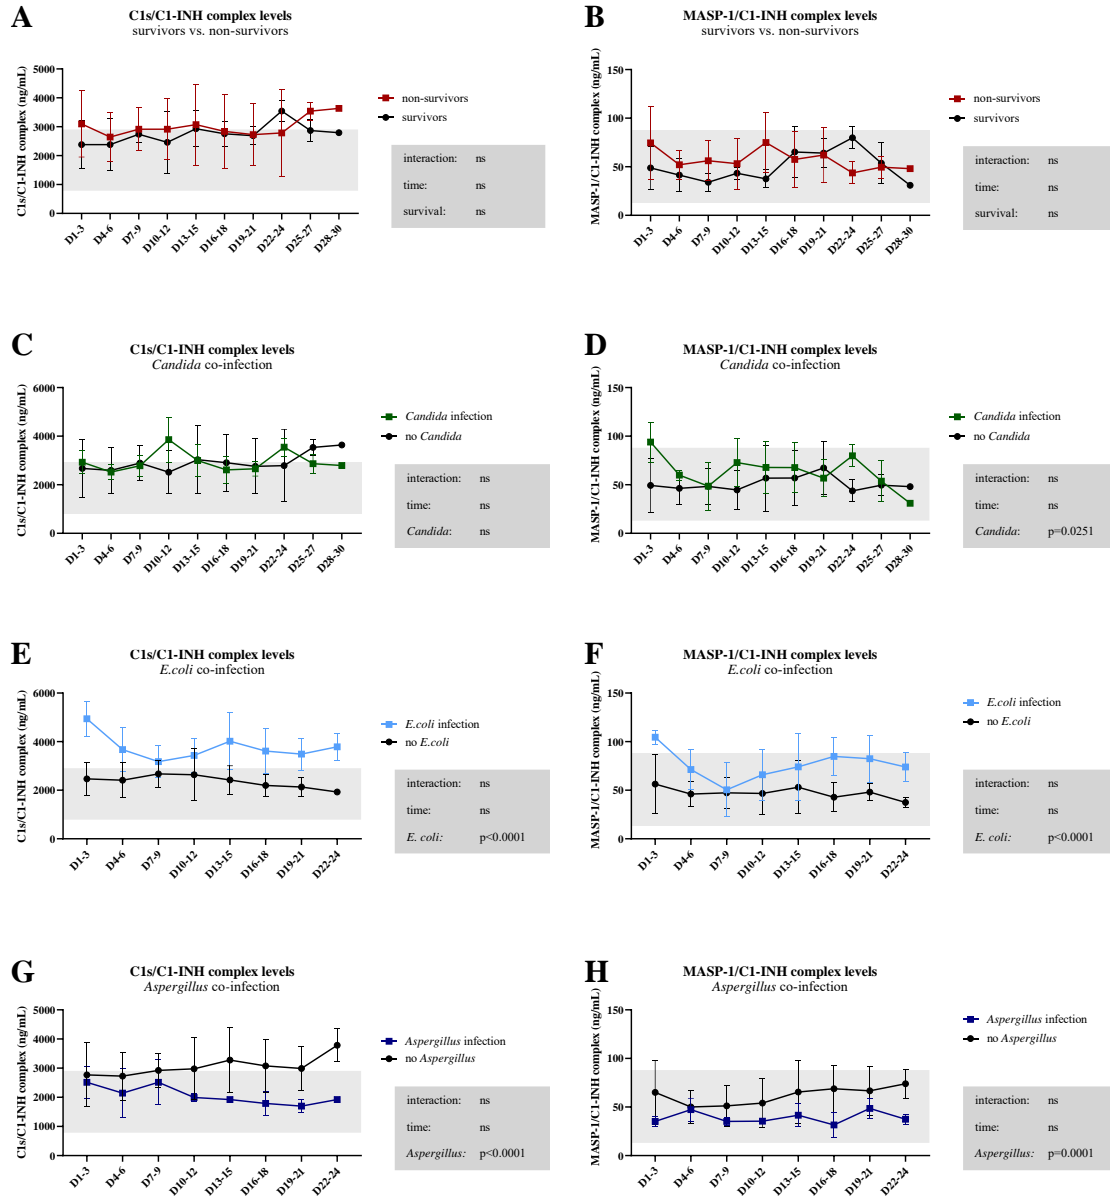 A
C1s/C1-INH complex levels
survivors vs. non-survivors
C1s/C1-INH complex (ng/mL)
5000
4000
3000
2000
1000
0
D1-3
D4-6
D7-9
D10-12
D13-15
D16-18
D19-21
D22-24
D25-27
D28-30
non-survivors
survivors
interaction: ns
time: ns
survival: ns
B
MASP-1/C1-INH complex levels
survivors vs. non-survivors
MASP-1/C1-INH complex (ng/mL)
150
100
50
0
D1-3
D4-6
D7-9
D10-12
D13-15
D16-18
D19-21
D22-24
D25-27
D28-30
non-survivors
survivors
interaction: ns
time: ns
survival: ns
C
C1s/C1-INH complex levels
Candida co-infection
C1s/C1-INH complex (ng/mL)
6000
4000
2000
0
D1-3
D4-6
D7-9
D10-12
D13-15
D16-18
D19-21
D22-24
D25-27
D28-30
Candida infection
no Candida
interaction: ns
time: ns
Candida: ns
D
MASP-1/C1-INH complex levels
Candida co-infection
MASP-1/C1-INH complex (ng/mL)
150
100
50
0
D1-3
D4-6
D7-9
D10-12
D13-15
D16-18
D19-21
D22-24
D25-27
D28-30
Candida infection
no Candida
interaction: ns
time: ns
Candida: p=0.0251
E
C1s/C1-INH complex levels
E.coli co-infection
C1s/C1-INH complex (ng/mL)
6000
4000
2000
0
D1-3
D4-6
D7-9
D10-12
D13-15
D16-18
D19-21
D22-24
E.coli infection
no E.coli
interaction: ns
time: ns
E. coli: p<0.0001
F
MASP-1/C1-INH complex levels
E.coli co-infection
MASP-1/C1-INH complex (ng/mL)
150
100
50
0
D1-3
D4-6
D7-9
D10-12
D13-15
D16-18
D19-21
D22-24
E.coli infection
no E.coli
interaction: ns
time: ns
E. coli: p<0.0001
G
C1s/C1-INH complex levels
Aspergillus co-infection
C1s/C1-INH complex (ng/mL)
5000
4000
3000
2000
1000
0
D1-3
D4-6
D7-9
D10-12
D13-15
D16-18
D19-21
D22-24
Aspergillus infection
no Aspergillus
interaction: ns
time: ns
Aspergillus: p<0.0001
H
MASP-1/C1-INH complex levels
Aspergillus co-infection
MASP-1/C1-INH complex (ng/mL)
150
100
50
0
D1-3
D4-6
D7-9
D10-12
D13-15
D16-18
D19-21
D22-24
Aspergillus infection
no Aspergillus
interaction: ns
time: ns
Aspergillus: p=0.0001